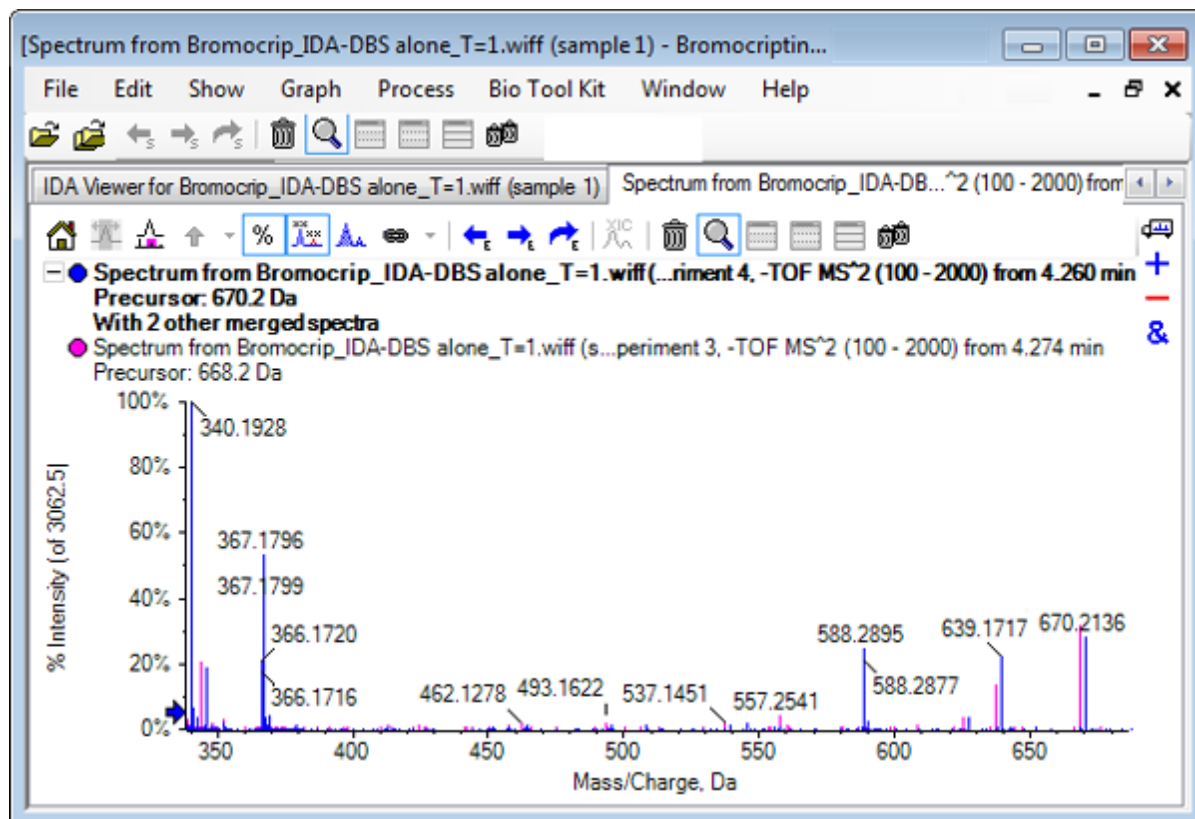 [Spectrum from Bromocrip_IDA-DBS alone_T=1.wiff (sample 1) - Bromocriptin...
File Edit Show Graph Process Bio Tool Kit Window Help
IDA Viewer for Bromocrip_IDA-DBS alone_T=1.wiff (sample 1) Spectrum from Bromocrip_IDA-DB...^2 (100 - 2000) from
% XIC
Spectrum from Bromocrip_IDA-DBS alone_T=1.wiff (...riment 4, -TOF MS^2 (100 - 2000) from 4.260 min
Precursor: 670.2 Da
With 2 other merged spectra
Spectrum from Bromocrip_IDA-DBS alone_T=1.wiff (s...periment 3, -TOF MS^2 (100 - 2000) from 4.274 min
Precursor: 668.2 Da
+
&
100%
340.1928
80%
60%
367.1796
367.1799
40%
366.1720
588.2895 639.1717 670.2136
20%
366.1716
462.1278 493.1622 537.1451 557.2541 588.2877
0%
350 400 450 500 550 600 650
Mass/Charge, Da
% Intensity (of 3062.5)